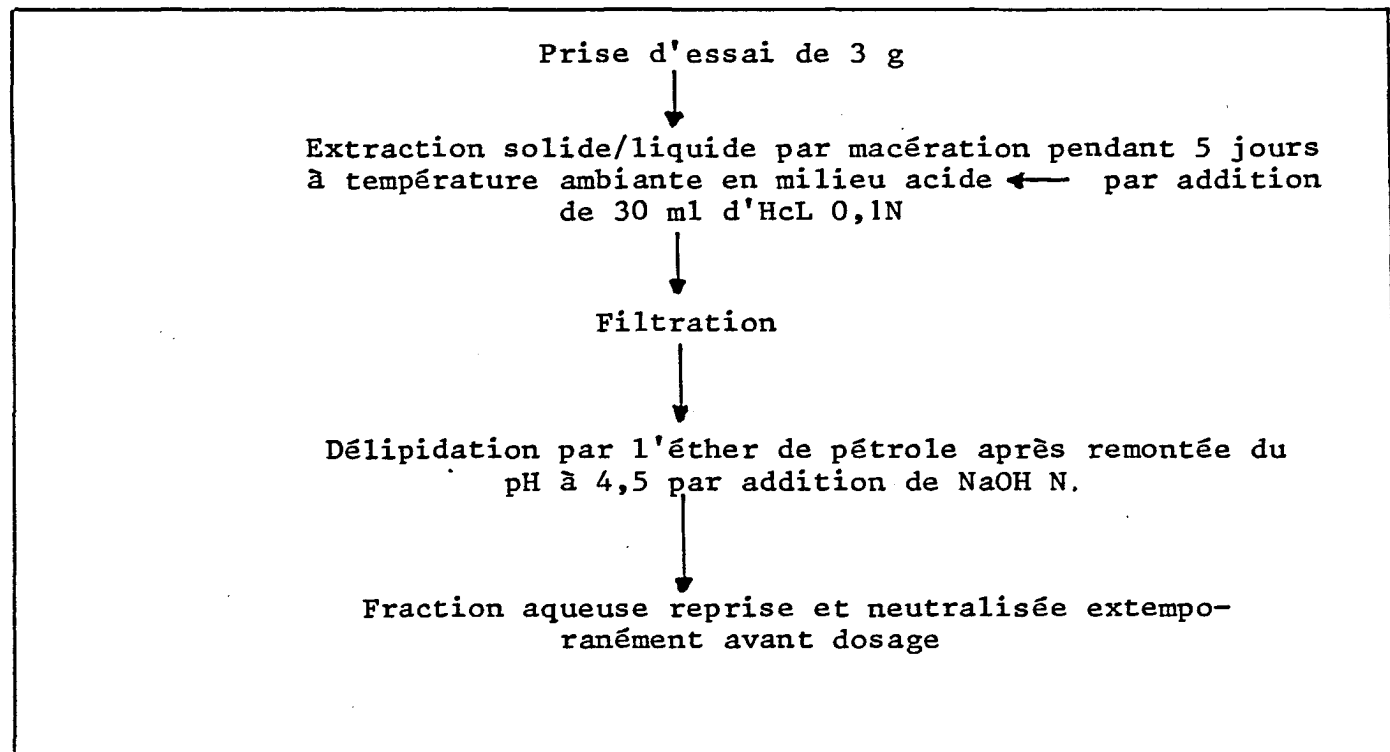 Prise d'essai de 3 g
Extraction solide/liquide par macération pendant 5 jours
à température ambiante en milieu acide ← par addition
de 30 ml d'HcL 0,1N
Filtration
Délipidation par l'éther de pétrole après remontée du
pH à 4,5 par addition de NaOH N.
Fraction aqueuse reprise et neutralisée extempo-
ranément avant dosage